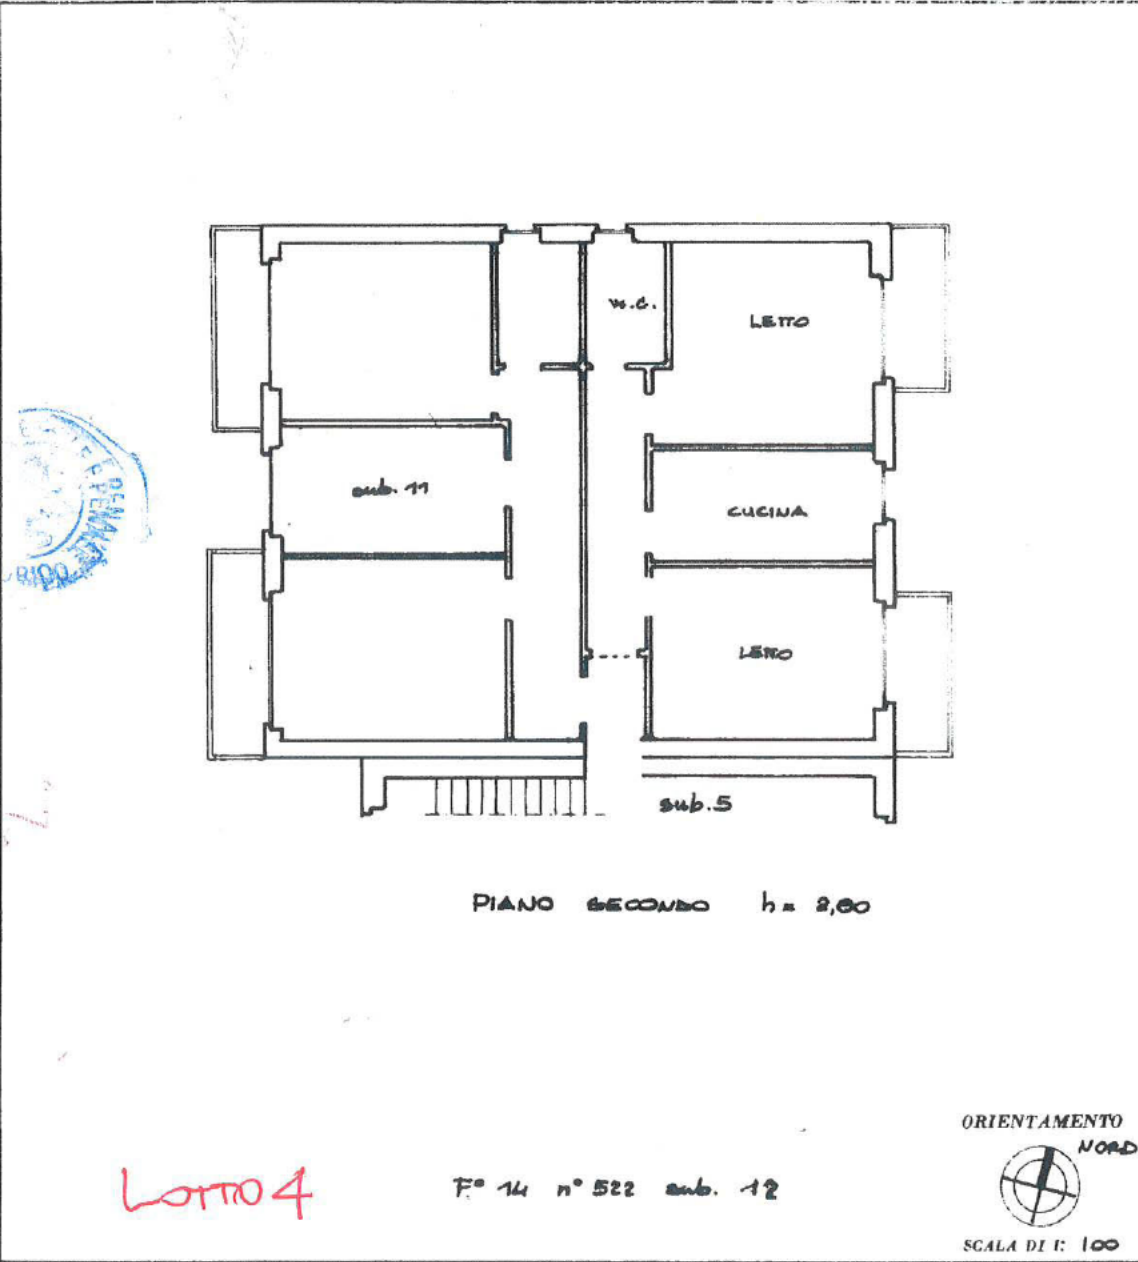 W.C.
LETTO
sub. 11
CUCINA
LETTO
sub. 5
PIANO SECONDO h= 2,80
ORIENTAMENTO
NORD
LOTTO 4
F° 14 n° 522 sub. 12
SCALA DI 1: 100